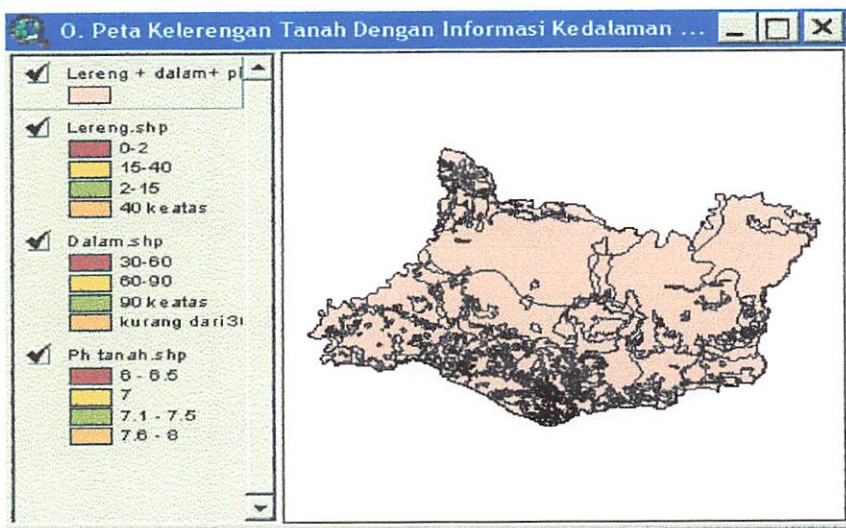 O. Peta Kelerengan Tanah Dengan Informasi Kedalaman ...
Lereng + dalam+ p
Lereng.shp
0-2
15-40
2-15
40 keatas
Dalam.shp
30-60
60-90
90 keatas
kurang dari3
Ph tanah.shp
6 - 6.5
7
7.1 - 7.5
7.6 - 8